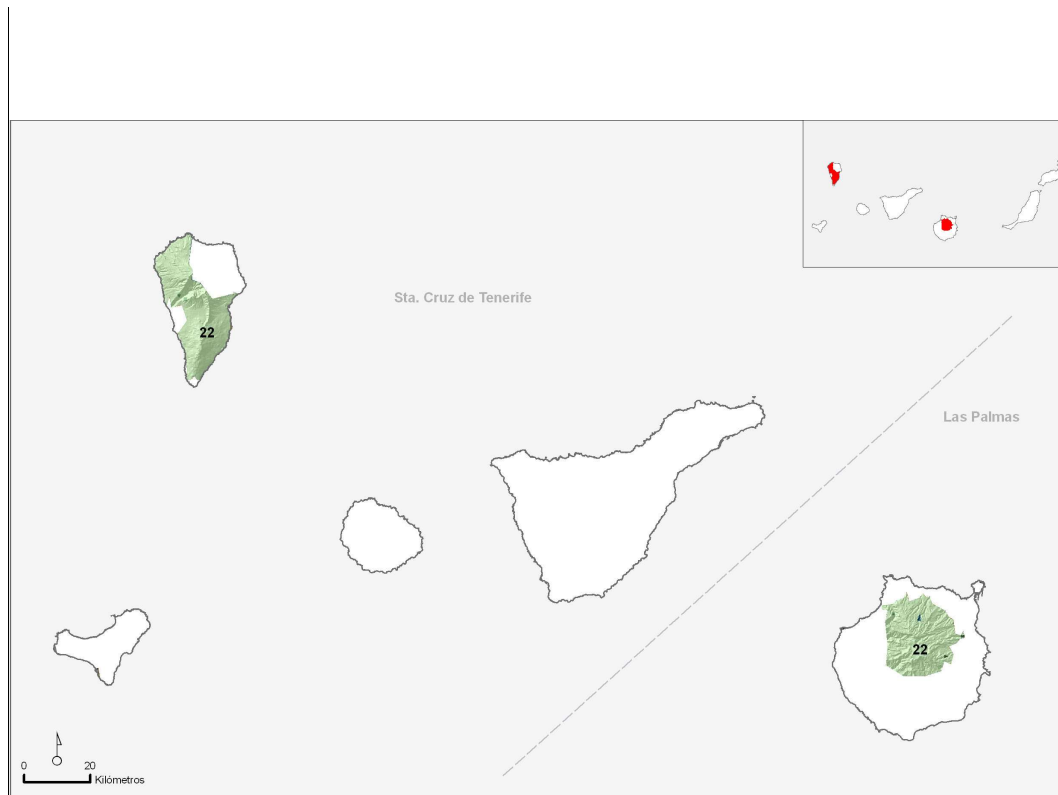 Sta. Cruz de Tenerife
22
Las Palmas
22
0 20
Kilómetros